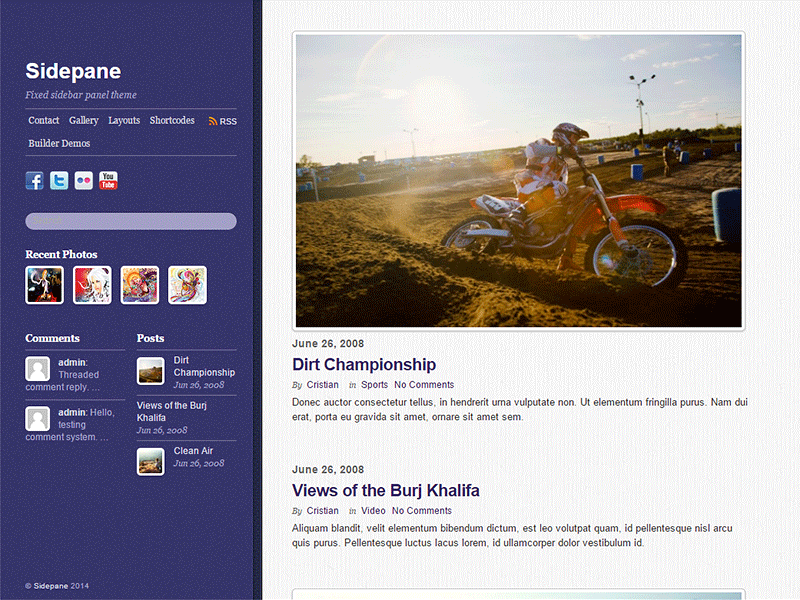 Sidepane
Fixed sidebar panel theme
Contact Gallery Layouts Shortcodes RSS
Builder Demos
You
Tube
Recent Photos
Comments
admin:
Threaded
comment reply. ...
admin: Hello,
testing
comment system. ...
Posts
Dirt
Championship
June 26, 2008
Views of the Burj
Khalifa
June 26, 2008
Clean Air
June 26, 2008
© Sidepane 2014
June 26, 2008
Dirt Championship
By Cristian in Sports No Comments
Donec auctor consectetur tellus, in hendrerit urna vulputate non. Ut elementum fringilla purus. Nam dui
erat, porta eu gravida sit amet, ornare sit amet sem.
June 26, 2008
Views of the Burj Khalifa
By Cristian in Video No Comments
Aliquam blandit, velit elementum bibendum dictum, est leo volutpat quam, id pellentesque nisl arcu
quis purus. Pellentesque luctus lacus lorem, id ullamcorper dolor vestibulum id.